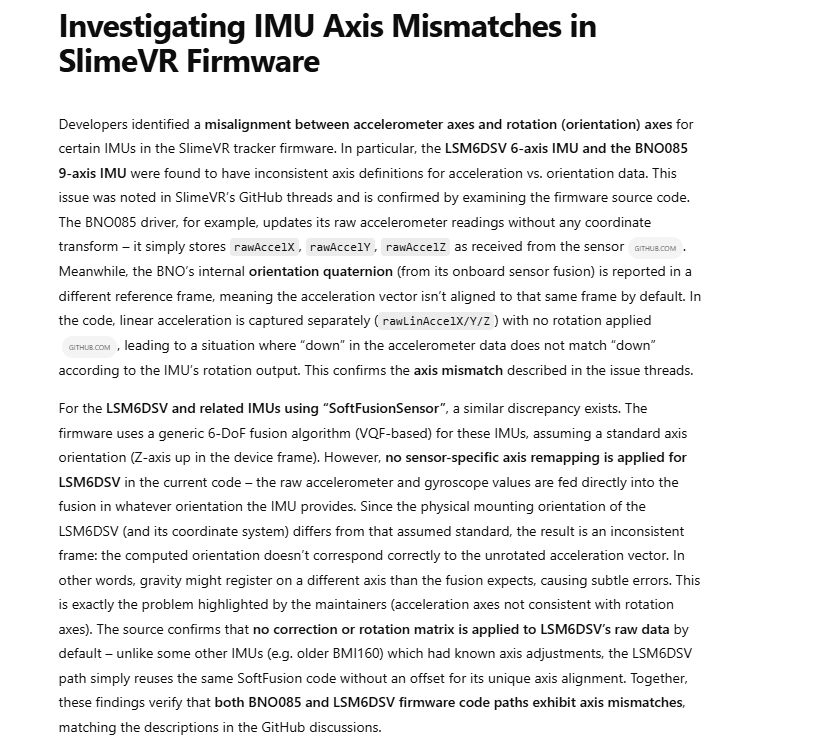 Investigating IMU Axis Mismatches in
SlimeVR Firmware
Developers identified a misalignment between accelerometer axes and rotation (orientation) axes for
certain IMUs in the SlimeVR tracker firmware. In particular, the LSM6DSV 6-axis IMU and the BNO085
9-axis IMU were found to have inconsistent axis definitions for acceleration vs. orientation data. This
issue was noted in SlimeVR's GitHub threads and is confirmed by examining the firmware source code.
The BNO085 driver, for example, updates its raw accelerometer readings without any coordinate
transform – it simply stores rawAccelX, rawAccelY, rawAccelZ as received from the sensor GITHUB.COM.
Meanwhile, the BNO's internal orientation quaternion (from its onboard sensor fusion) is reported in a
different reference frame, meaning the acceleration vector isn't aligned to that same frame by default. In
the code, linear acceleration is captured separately (rawLinAccelX/Y/Z) with no rotation applied
GITHUB.COM, leading to a situation where “down” in the accelerometer data does not match “down”
according to the IMU's rotation output. This confirms the axis mismatch described in the issue threads.
For the LSM6DSV and related IMUs using “SoftFusionSensor”, a similar discrepancy exists. The
firmware uses a generic 6-DoF fusion algorithm (VQF-based) for these IMUs, assuming a standard axis
orientation (Z-axis up in the device frame). However, no sensor-specific axis remapping is applied for
LSM6DSV in the current code – the raw accelerometer and gyroscope values are fed directly into the
fusion in whatever orientation the IMU provides. Since the physical mounting orientation of the
LSM6DSV (and its coordinate system) differs from that assumed standard, the result is an inconsistent
frame: the computed orientation doesn't correspond correctly to the unrotated acceleration vector. In
other words, gravity might register on a different axis than the fusion expects, causing subtle errors. This
is exactly the problem highlighted by the maintainers (acceleration axes not consistent with rotation
axes). The source confirms that no correction or rotation matrix is applied to LSM6DSV's raw data by
default – unlike some other IMUs (e.g. older BMI160) which had known axis adjustments, the LSM6DSV
path simply reuses the same SoftFusion code without an offset for its unique axis alignment. Together,
these findings verify that both BNO085 and LSM6DSV firmware code paths exhibit axis mismatches,
matching the descriptions in the GitHub discussions.